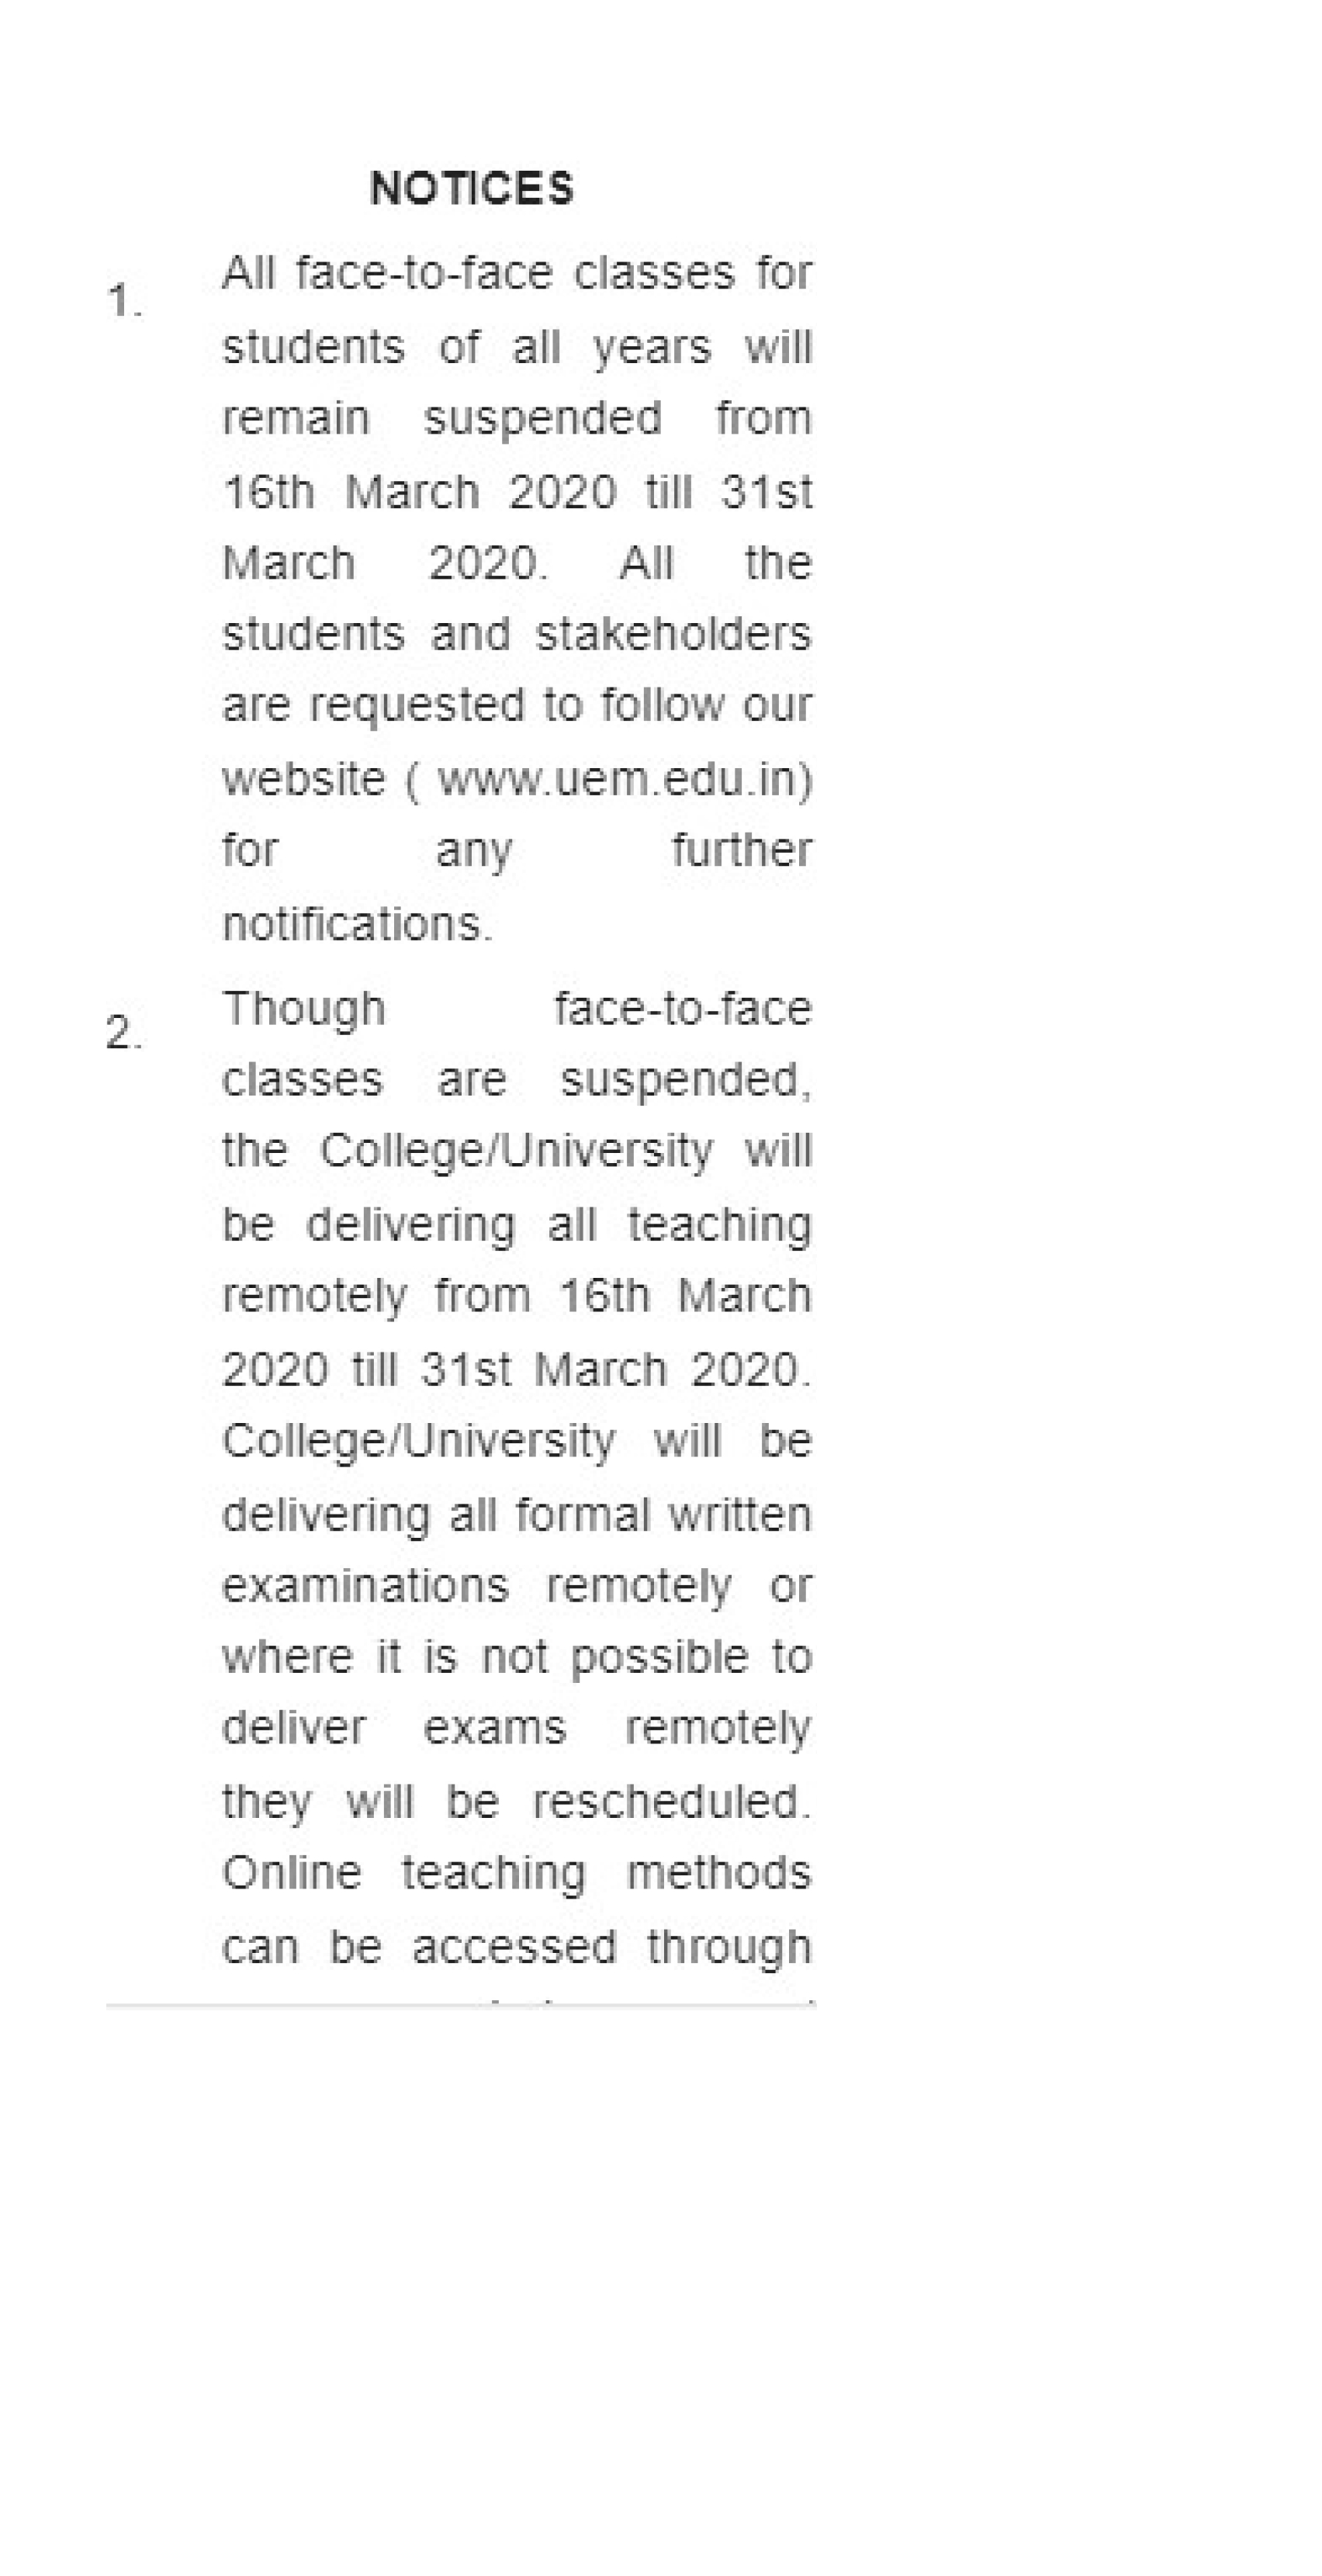 NOTICES
1.
All face-to-face classes for
students of all years will
remain suspended from
16th March 2020 till 31st
March 2020. All the
students and stakeholders
are requested to follow our
website ( www.uem.edu.in)
for any further
notifications.
2.
Though face-to-face
classes are suspended,
the College/University will
be delivering all teaching
remotely from 16th March
2020 till 31st March 2020.
College/University will be
delivering all formal written
examinations remotely or
where it is not possible to
deliver exams remotely
they will be rescheduled.
Online teaching methods
can be accessed through